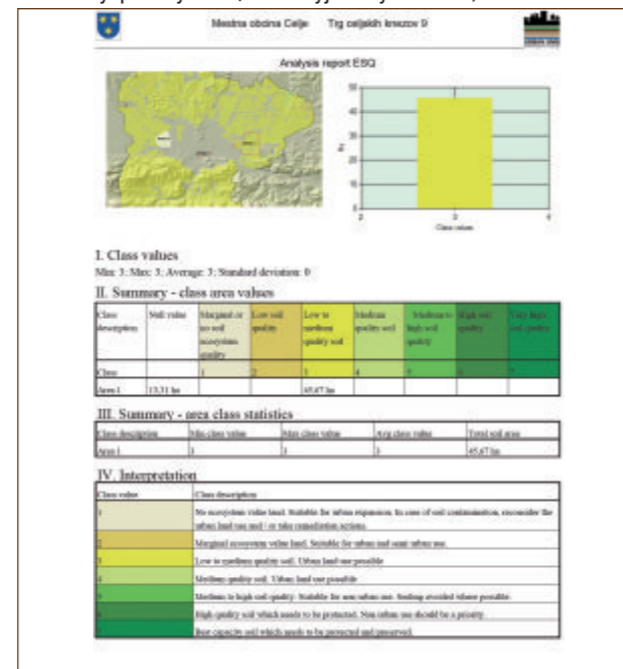 Mestna občina Celje Trg celjskih knezov 9
Analysis report ESQ
50
40
30
20
10
0
2 3 4
Class values
I. Class values
Min: 3; Max: 3; Average: 3; Standard deviation: 0
II. Summary - class area values
Class description
Null value
Marginal or no soil ecosystem quality
Low soil quality
Low to medium quality soil
Medium quality soil
Medium to high soil quality
High soil quality
Very high soil quality
Class 1 2 3 4 5 6 7
Area 1 13,31 ha 45,67 ha
III. Summary - area class statistics
Class description Min class value Max class value Avg class value Total soil area
Area 1 3 3 3 45,67 ha
IV. Interpretation
Class value Class description
1 No ecosystem value land. Suitable for urban expansion. In case of soil contamination, reconsider the
urban land use and / or take remediation actions.
2 Marginal ecosystem value land. Suitable for urban and semi urban use.
3 Low to medium quality soil. Urban land use possible
4 Medium quality soil. Urban land use possible
5 Medium to high soil quality. Suitable for non urban use. Sealing avoided where possible.
6 High quality soil which needs to be protected. Non urban use should be a priority.
7 Best capacity soil which needs to be protected and preserved.